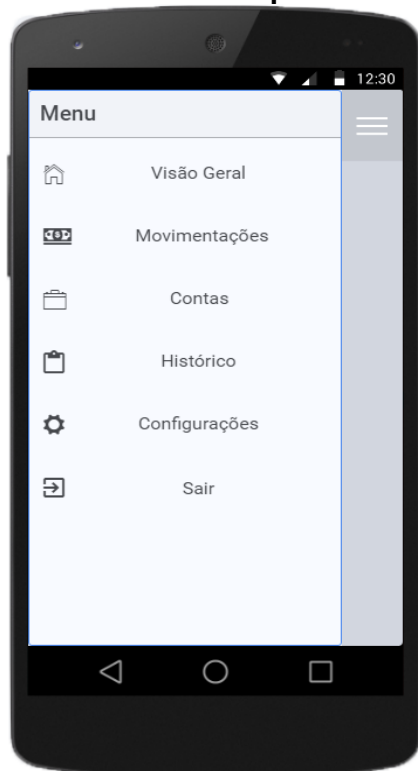 12:30
Menu
Visão Geral
Movimentações
Contas
Histórico
Configurações
Sair